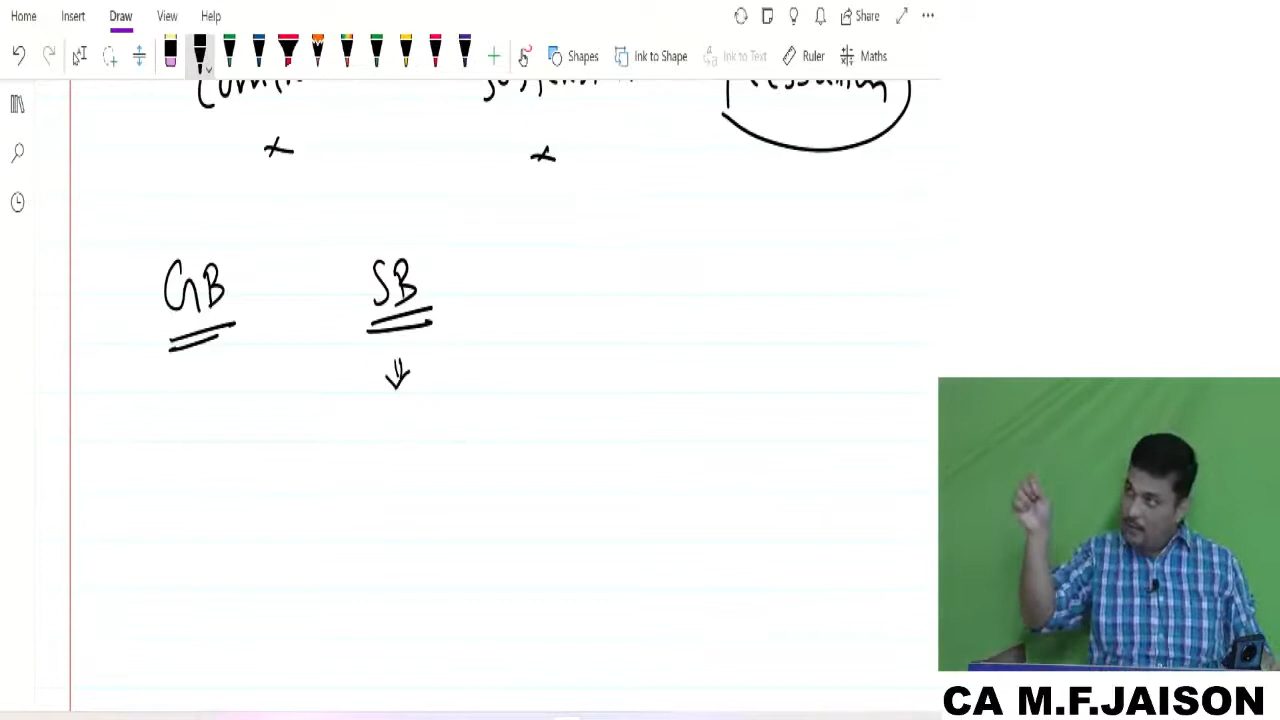 Home Insert Draw View Help Share
Shapes Ink to Shape Ink to Text Ruler Maths
GB SB
CA M.F.JAISON